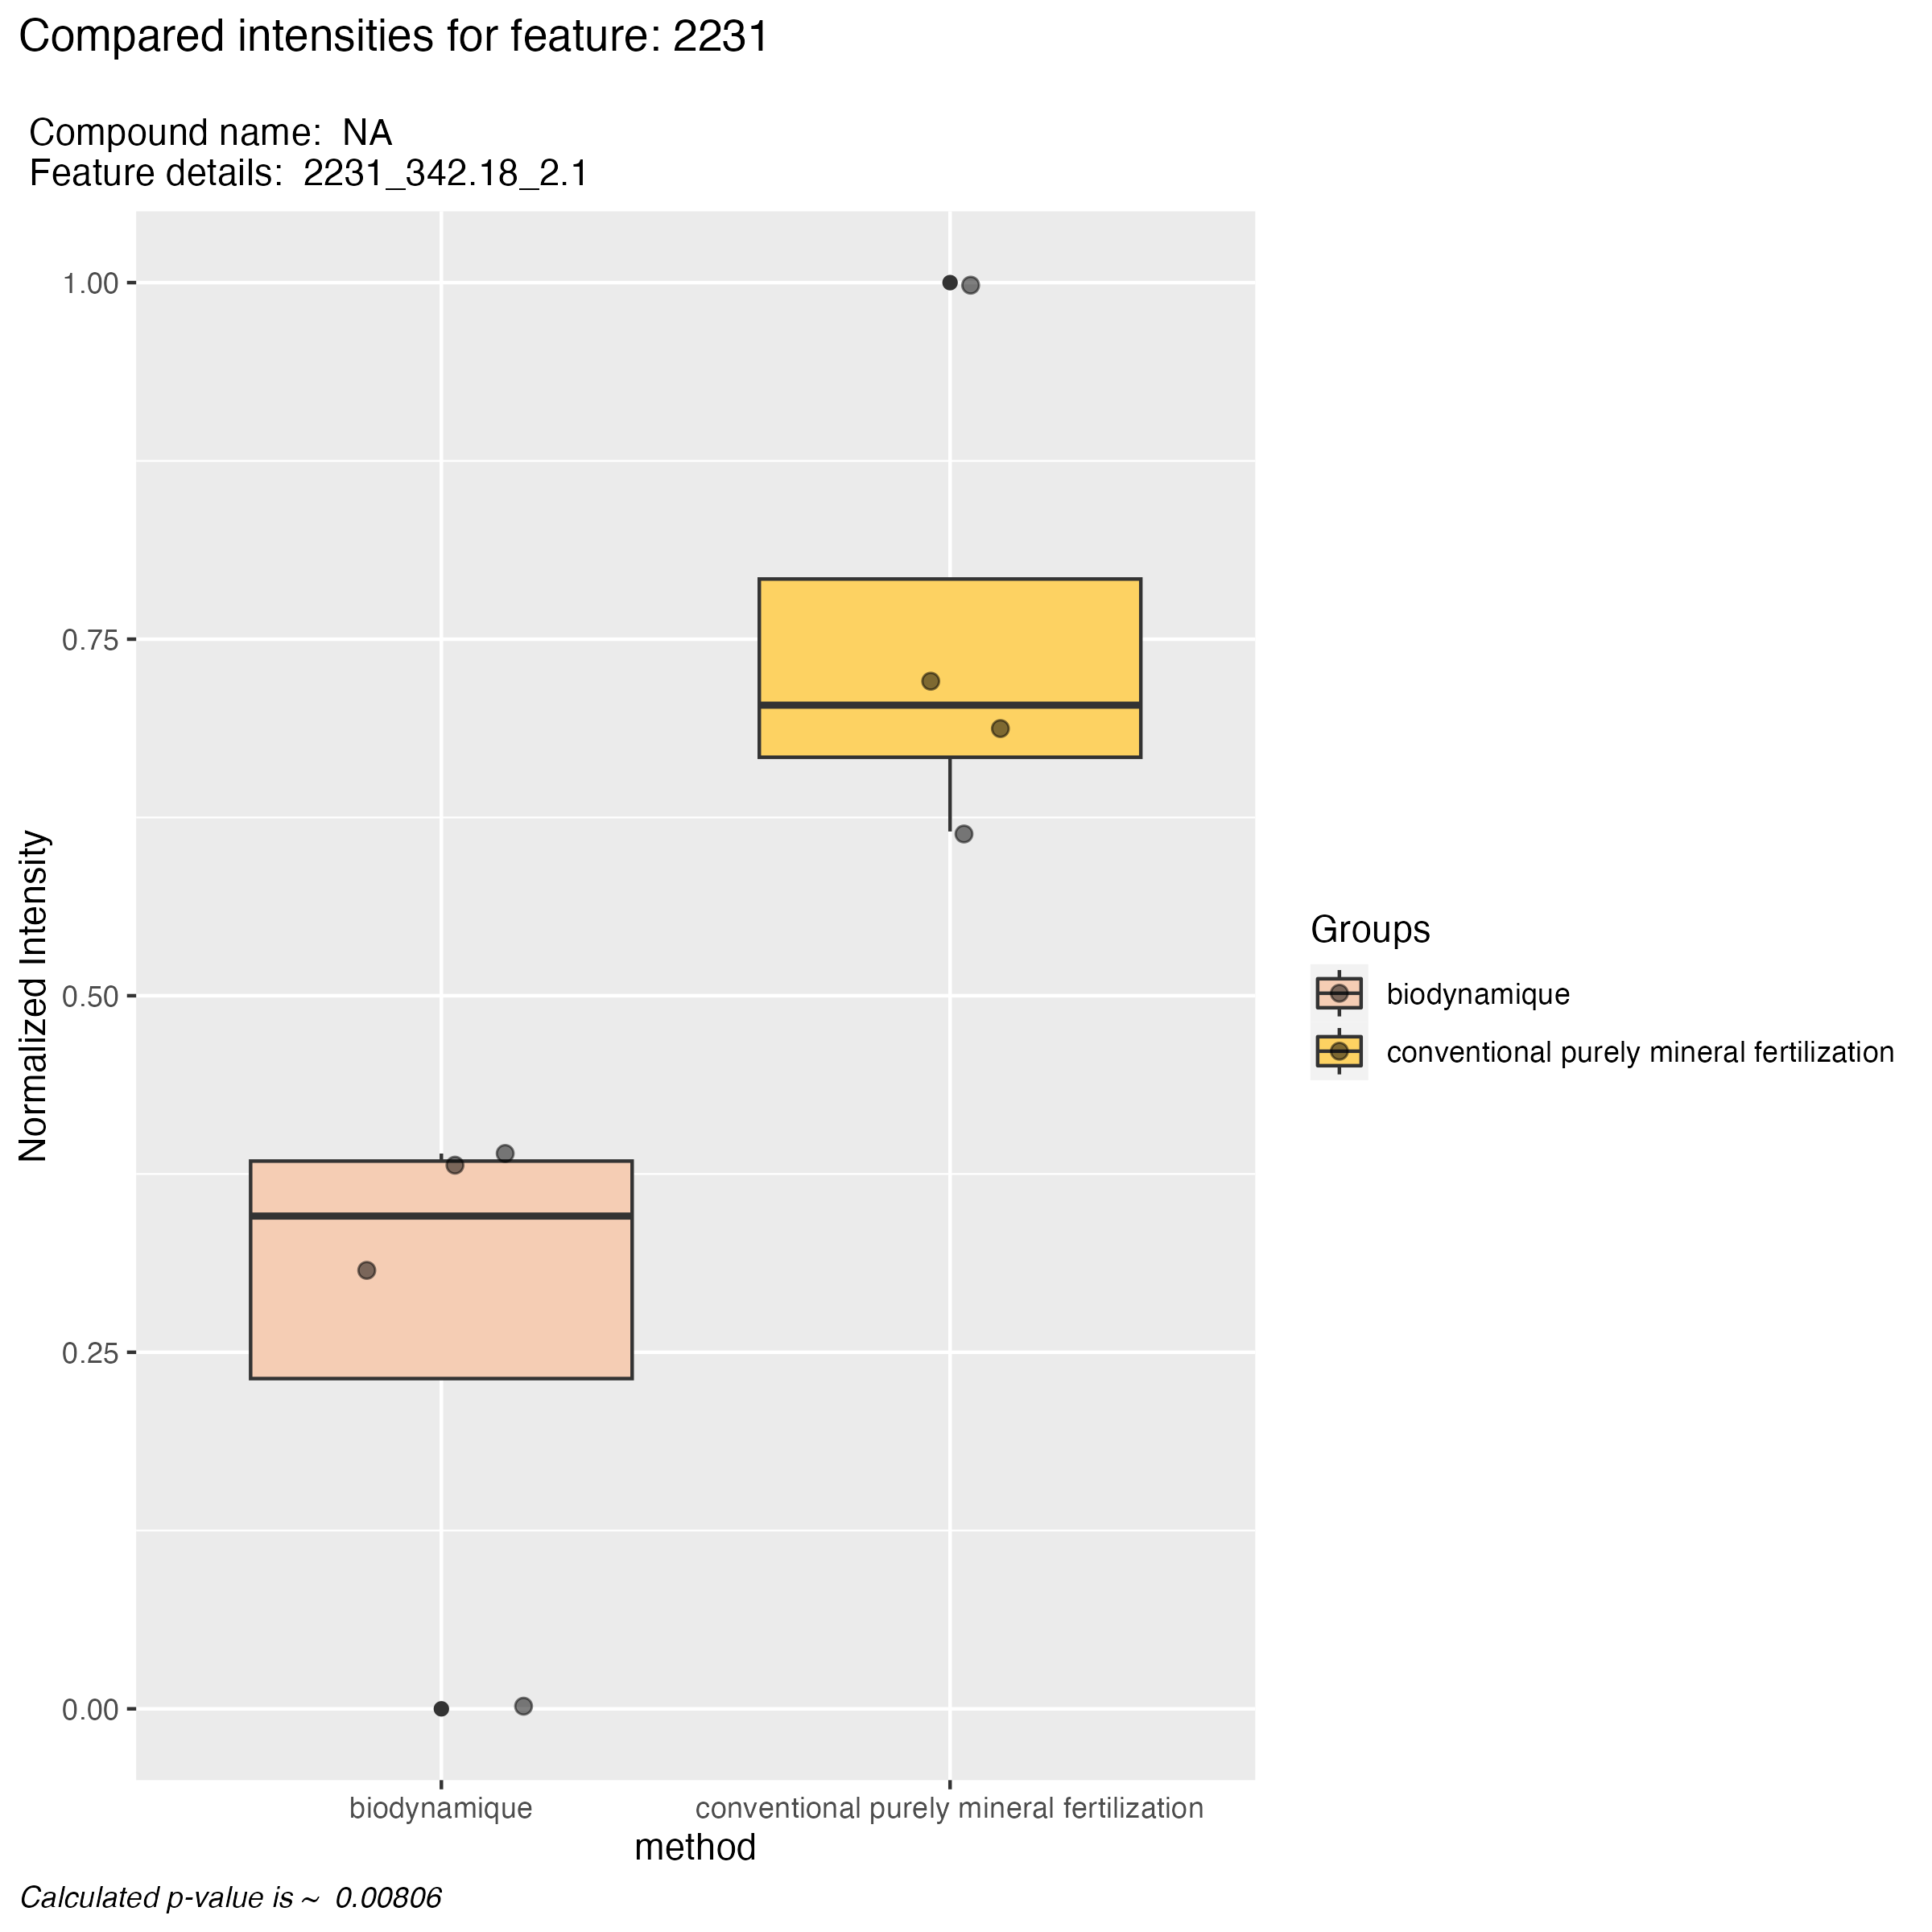 Compared intensities for feature: 2231
Compound name: NA
Feature details: 2231_342.18_2.1
Normalized Intensity
1.00
0.75
0.50
0.25
0.00
biodynamique
conventional purely mineral fertilization
method
Groups
biodynamique
conventional purely mineral fertilization
Calculated p-value is ~ 0.00806